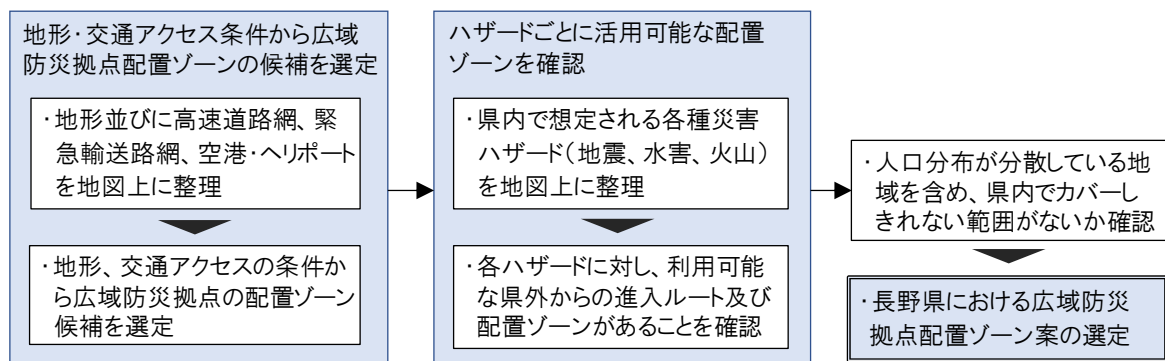 地形・交通アクセス条件から広域
防災拠点配置ゾーンの候補を選定
・地形並びに高速道路網、緊
急輸送路網、空港・ヘリポート
を地図上に整理
・地形、交通アクセスの条件か
ら広域防災拠点の配置ゾーン
候補を選定
ハザードごとに活用可能な配置
ゾーンを確認
・県内で想定される各種災害
ハザード(地震、水害、火山)
を地図上に整理
・各ハザードに対し、利用可能
な県外からの進入ルート及び
配置ゾーンがあることを確認
・人口分布が分散している地
域を含め、県内でカバーし
きれない範囲がないか確認
・長野県における広域防災
拠点配置ゾーン案の選定